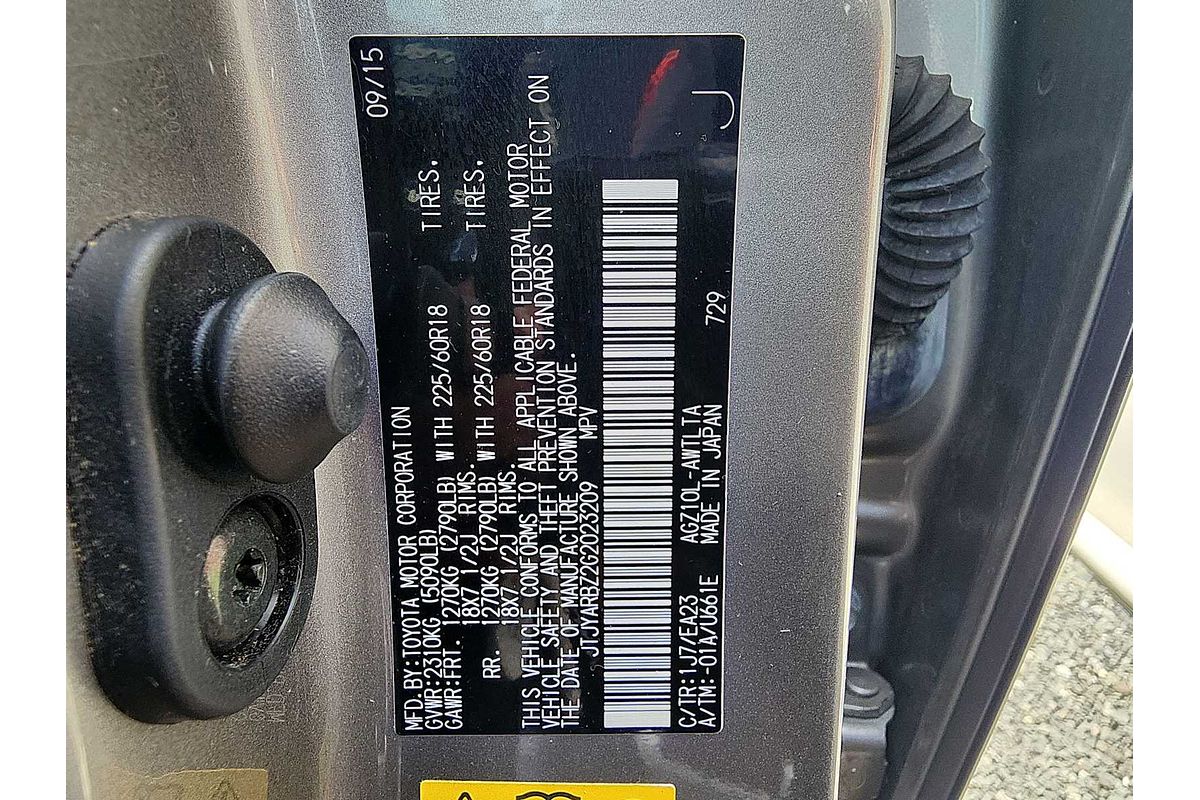 MFD.BY:TOYOTA MOTOR CORPORATION 09/15
GVWR:2310KG (5090LB)
GAWR:FRT. 1270KG (2790LB) WITH 225/60R18 TIRES.
18X7 1/2J RIMS.
RR. 1270KG (2790LB) WITH 225/60R18 TIRES.
18X7 1/2J RIMS.
THIS VEHICLE CONFORMS TO ALL APPLICABLE FEDERAL MOTOR
VEHICLE SAFETY AND THEFT PREVENTION STANDARDS IN EFFECT ON
THE DATE OF MANUFACTURE SHOWN ABOVE.
JTJYARBZ2G2023209 MPV
C/TR:1J7/EA23 AGZ10L-AWTLTA 729 J
A/TM:-01A/U661E MADE IN JAPAN